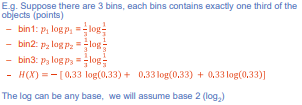 E.g. Suppose there are 3 bins, each bins contains exactly one third of the
objects (points)
– bin1: p₁ log p₁ = 1/3 log 1/3
– bin2: p₂ log p₂ = 1/3 log 1/3
– bin3: p₃ log p₃ = 1/3 log 1/3
– H(X) = −[ 0.33 log(0.33) + 0.33 log(0.33) + 0.33 log(0.33)]
The log can be any base, we will assume base 2 (log₂)